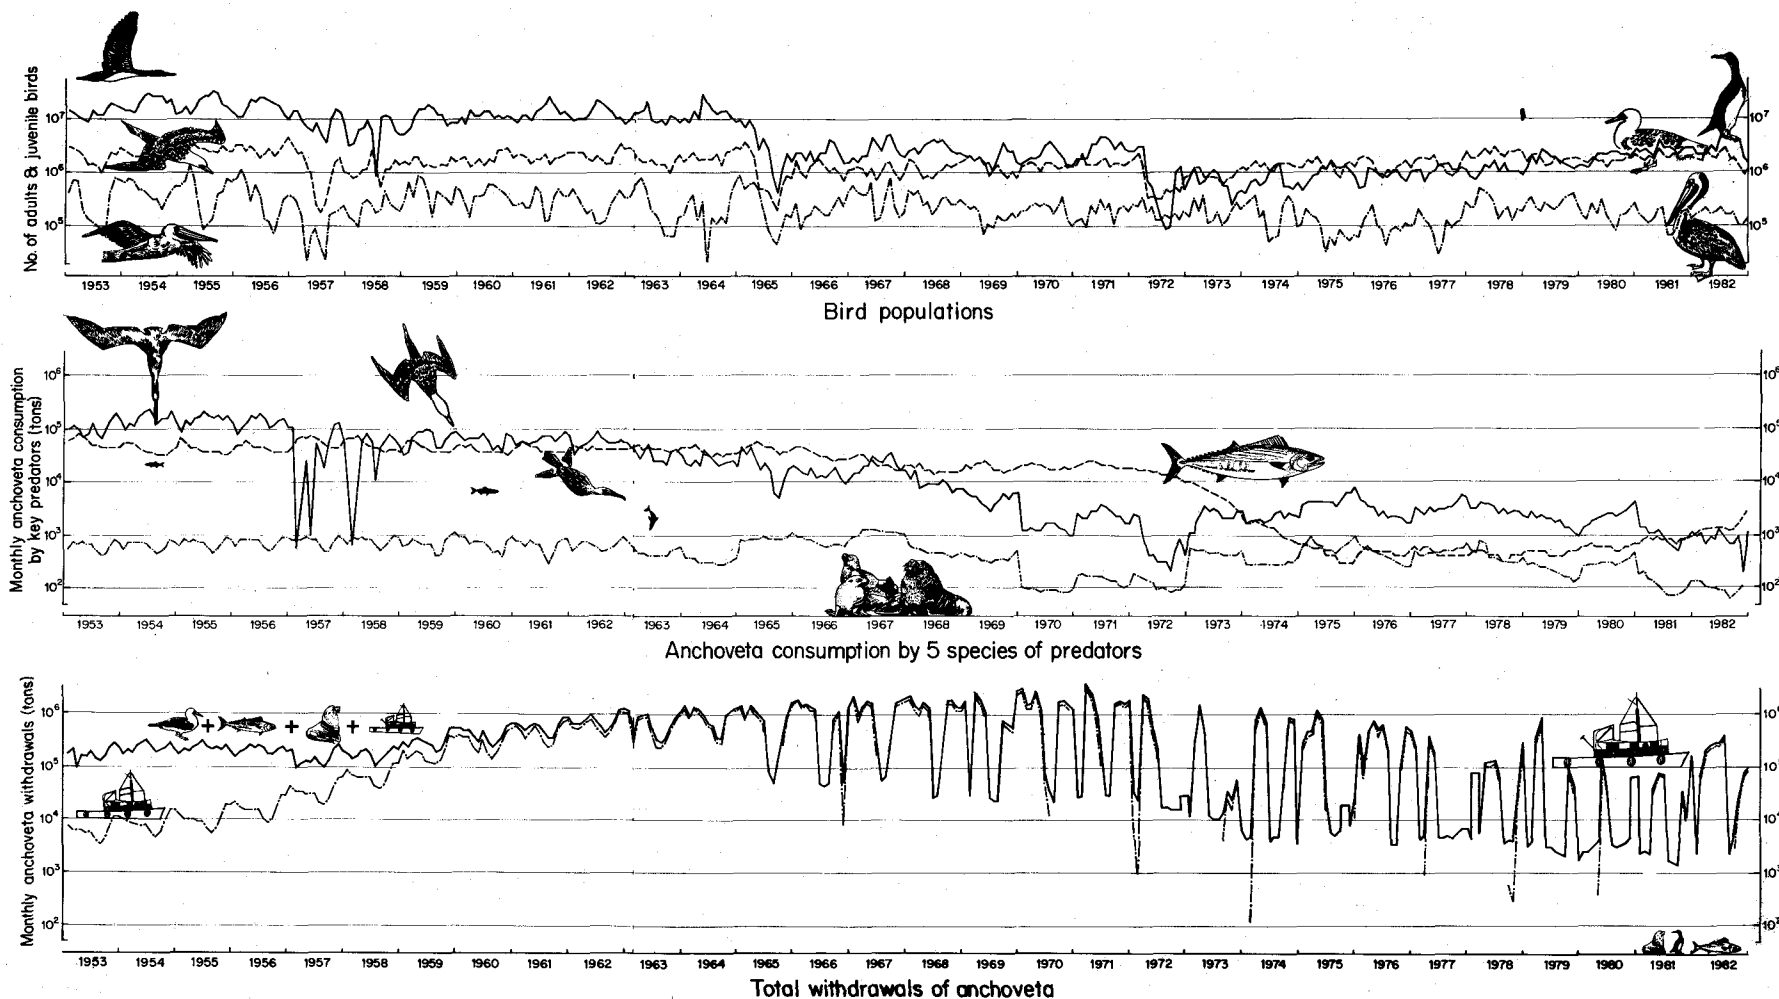 No. of adults & juvenile birds
10⁷
10⁶
10⁵
10⁷
10⁶
10⁵
1953 1954 1955 1956 1957 1958 1959 1960 1961 1962 1963 1964 1965 1966 1967 1968 1969 1970 1971 1972 1973 1974 1975 1976 1977 1978 1979 1980 1981 1982
Bird populations
Monthly anchoveta consumption
by key predators (tons)
10⁶
10⁵
10⁴
10³
10²
10⁶
10⁵
10⁴
10³
10²
1953 1954 1955 1956 1957 1958 1959 1960 1961 1962 1963 1964 1965 1966 1967 1968 1969 1970 1971 1972 1973 1974 1975 1976 1977 1978 1979 1980 1981 1982
Anchoveta consumption by 5 species of predators
Monthly anchoveta withdrawals (tons)
+ + +
10⁶
10⁵
10⁴
10³
10²
10⁴
1953 1954 1955 1956 1957 1958 1959 1960 1961 1962 1963 1964 1965 1966 1967 1968 1969 1970 1971 1972 1973 1974 1975 1976 1977 1978 1979 1980 1981 1982
Total withdrawals of anchoveta